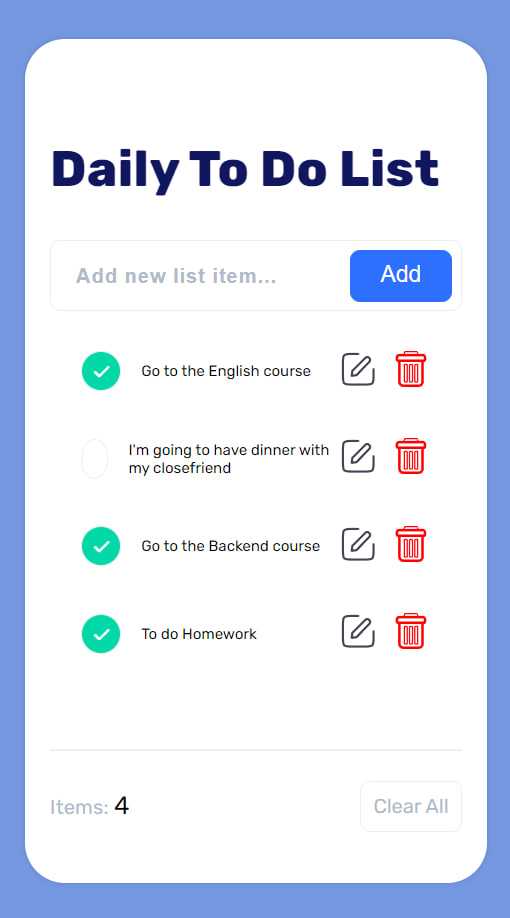 Daily To Do List
Add new list item...
Add
Go to the English course
I'm going to have dinner with
my closefriend
Go to the Backend course
To do Homework
Items: 4
Clear All